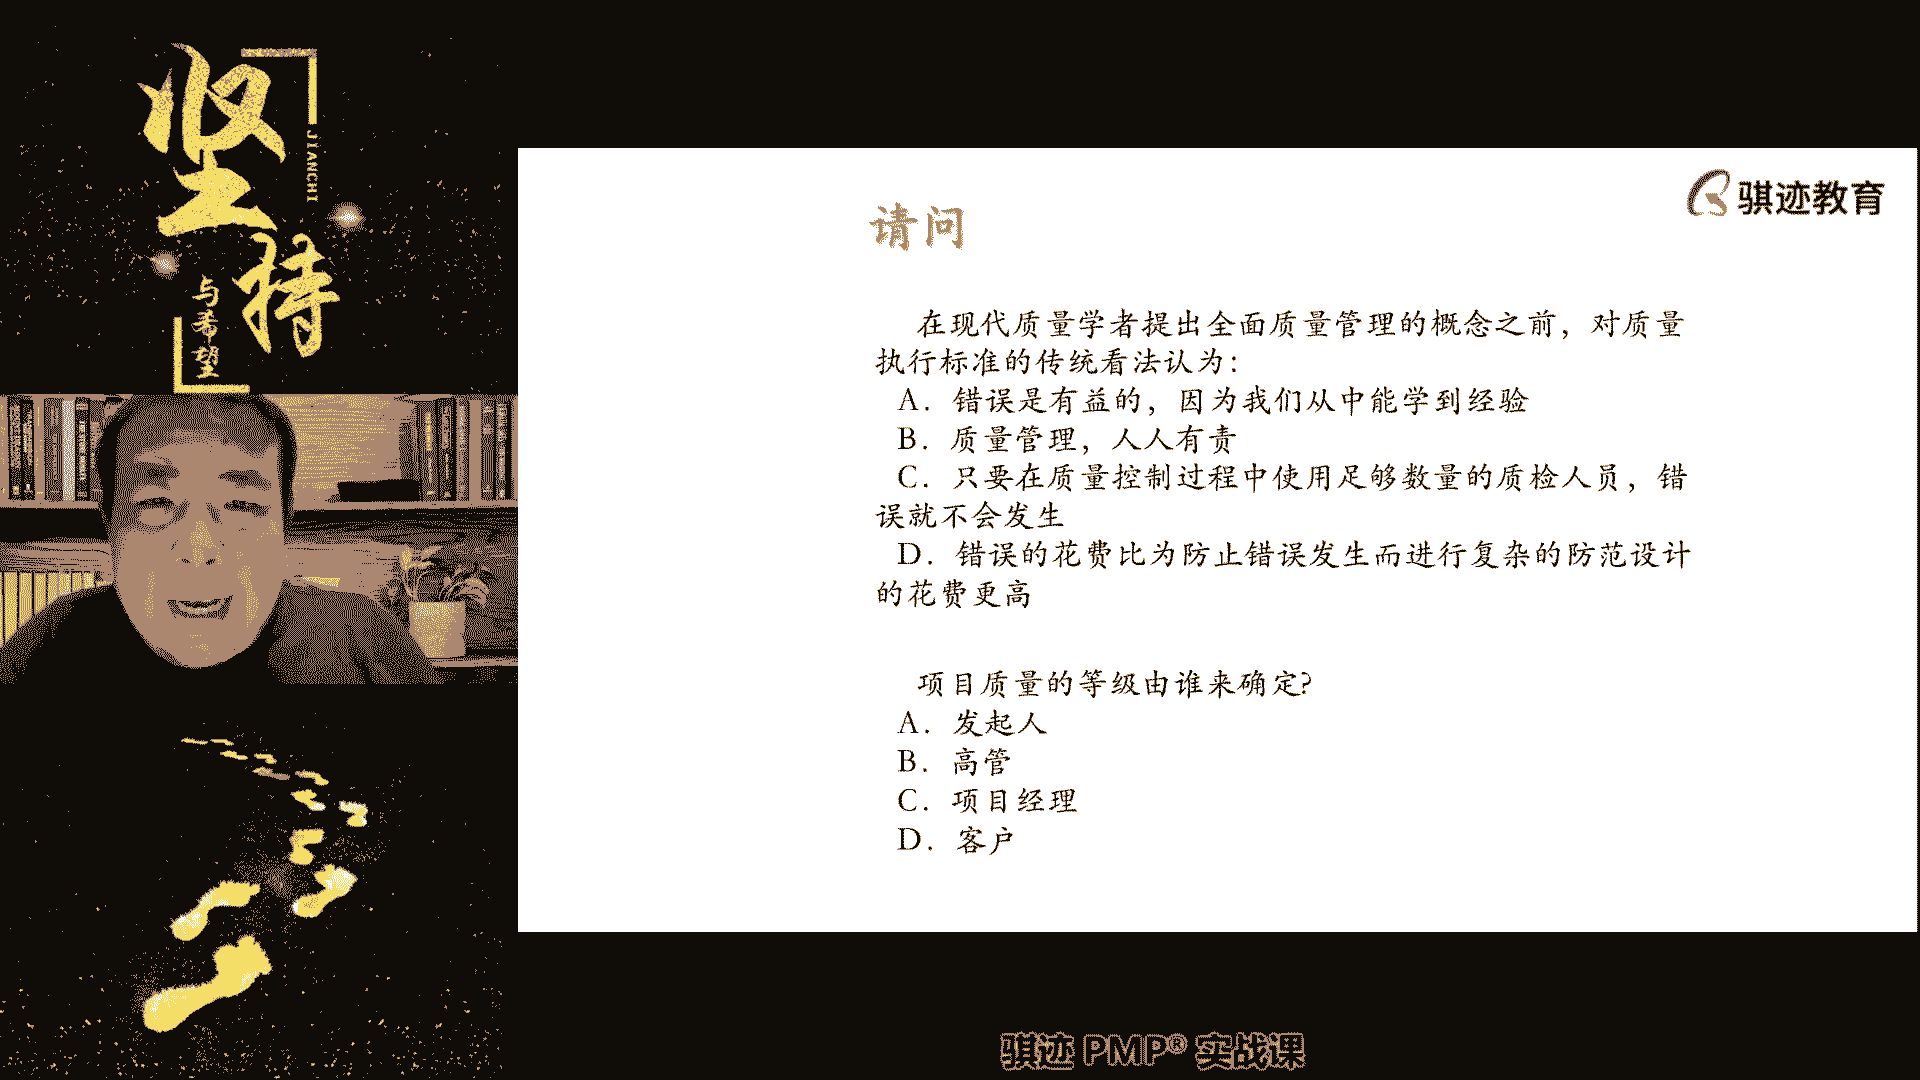 坚持
JIANCHI
与希望
骐迹教育
请问
在现代质量学者提出全面质量管理的概念之前，对质量
执行标准的传统看法认为：
A．错误是有益的，因为我们从中能学到经验
B．质量管理，人人有责
C．只要在质量控制过程中使用足够数量的质检人员，错
误就不会发生
D．错误的花费比为防止错误发生而进行复杂的防范设计
的花费更高
项目质量的等级由谁来确定?
A．发起人
B．高管
C．项目经理
D．客户
骐迹 PMP® 实战课